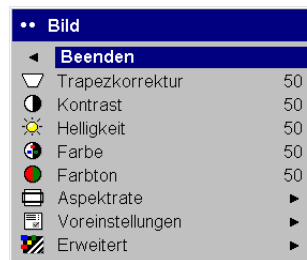 Bild
Beenden
Trapezkorrektur 50
Kontrast 50
Helligkeit 50
Farbe 50
Farbton 50
Aspektrate
Voreinstellungen
Erweitert